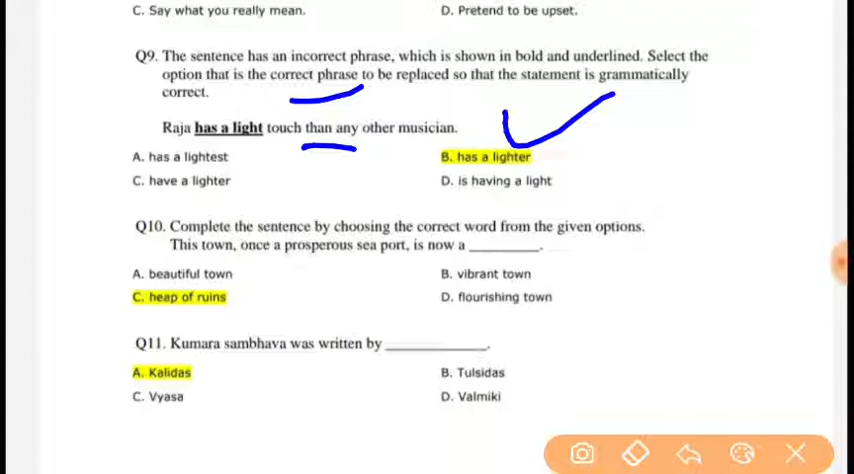 C. Say what you really mean. D. Pretend to be upset.
Q9. The sentence has an incorrect phrase, which is shown in bold and underlined. Select the
option that is the correct phrase to be replaced so that the statement is grammatically
correct.
Raja has a light touch than any other musician.
A. has a lightest B. has a lighter
C. have a lighter D. is having a light
Q10. Complete the sentence by choosing the correct word from the given options.
This town, once a prosperous sea port, is now a _________.
A. beautiful town B. vibrant town
C. heap of ruins D. flourishing town
Q11. Kumara sambhava was written by _____________.
A. Kalidas B. Tulsidas
C. Vyasa D. Valmiki